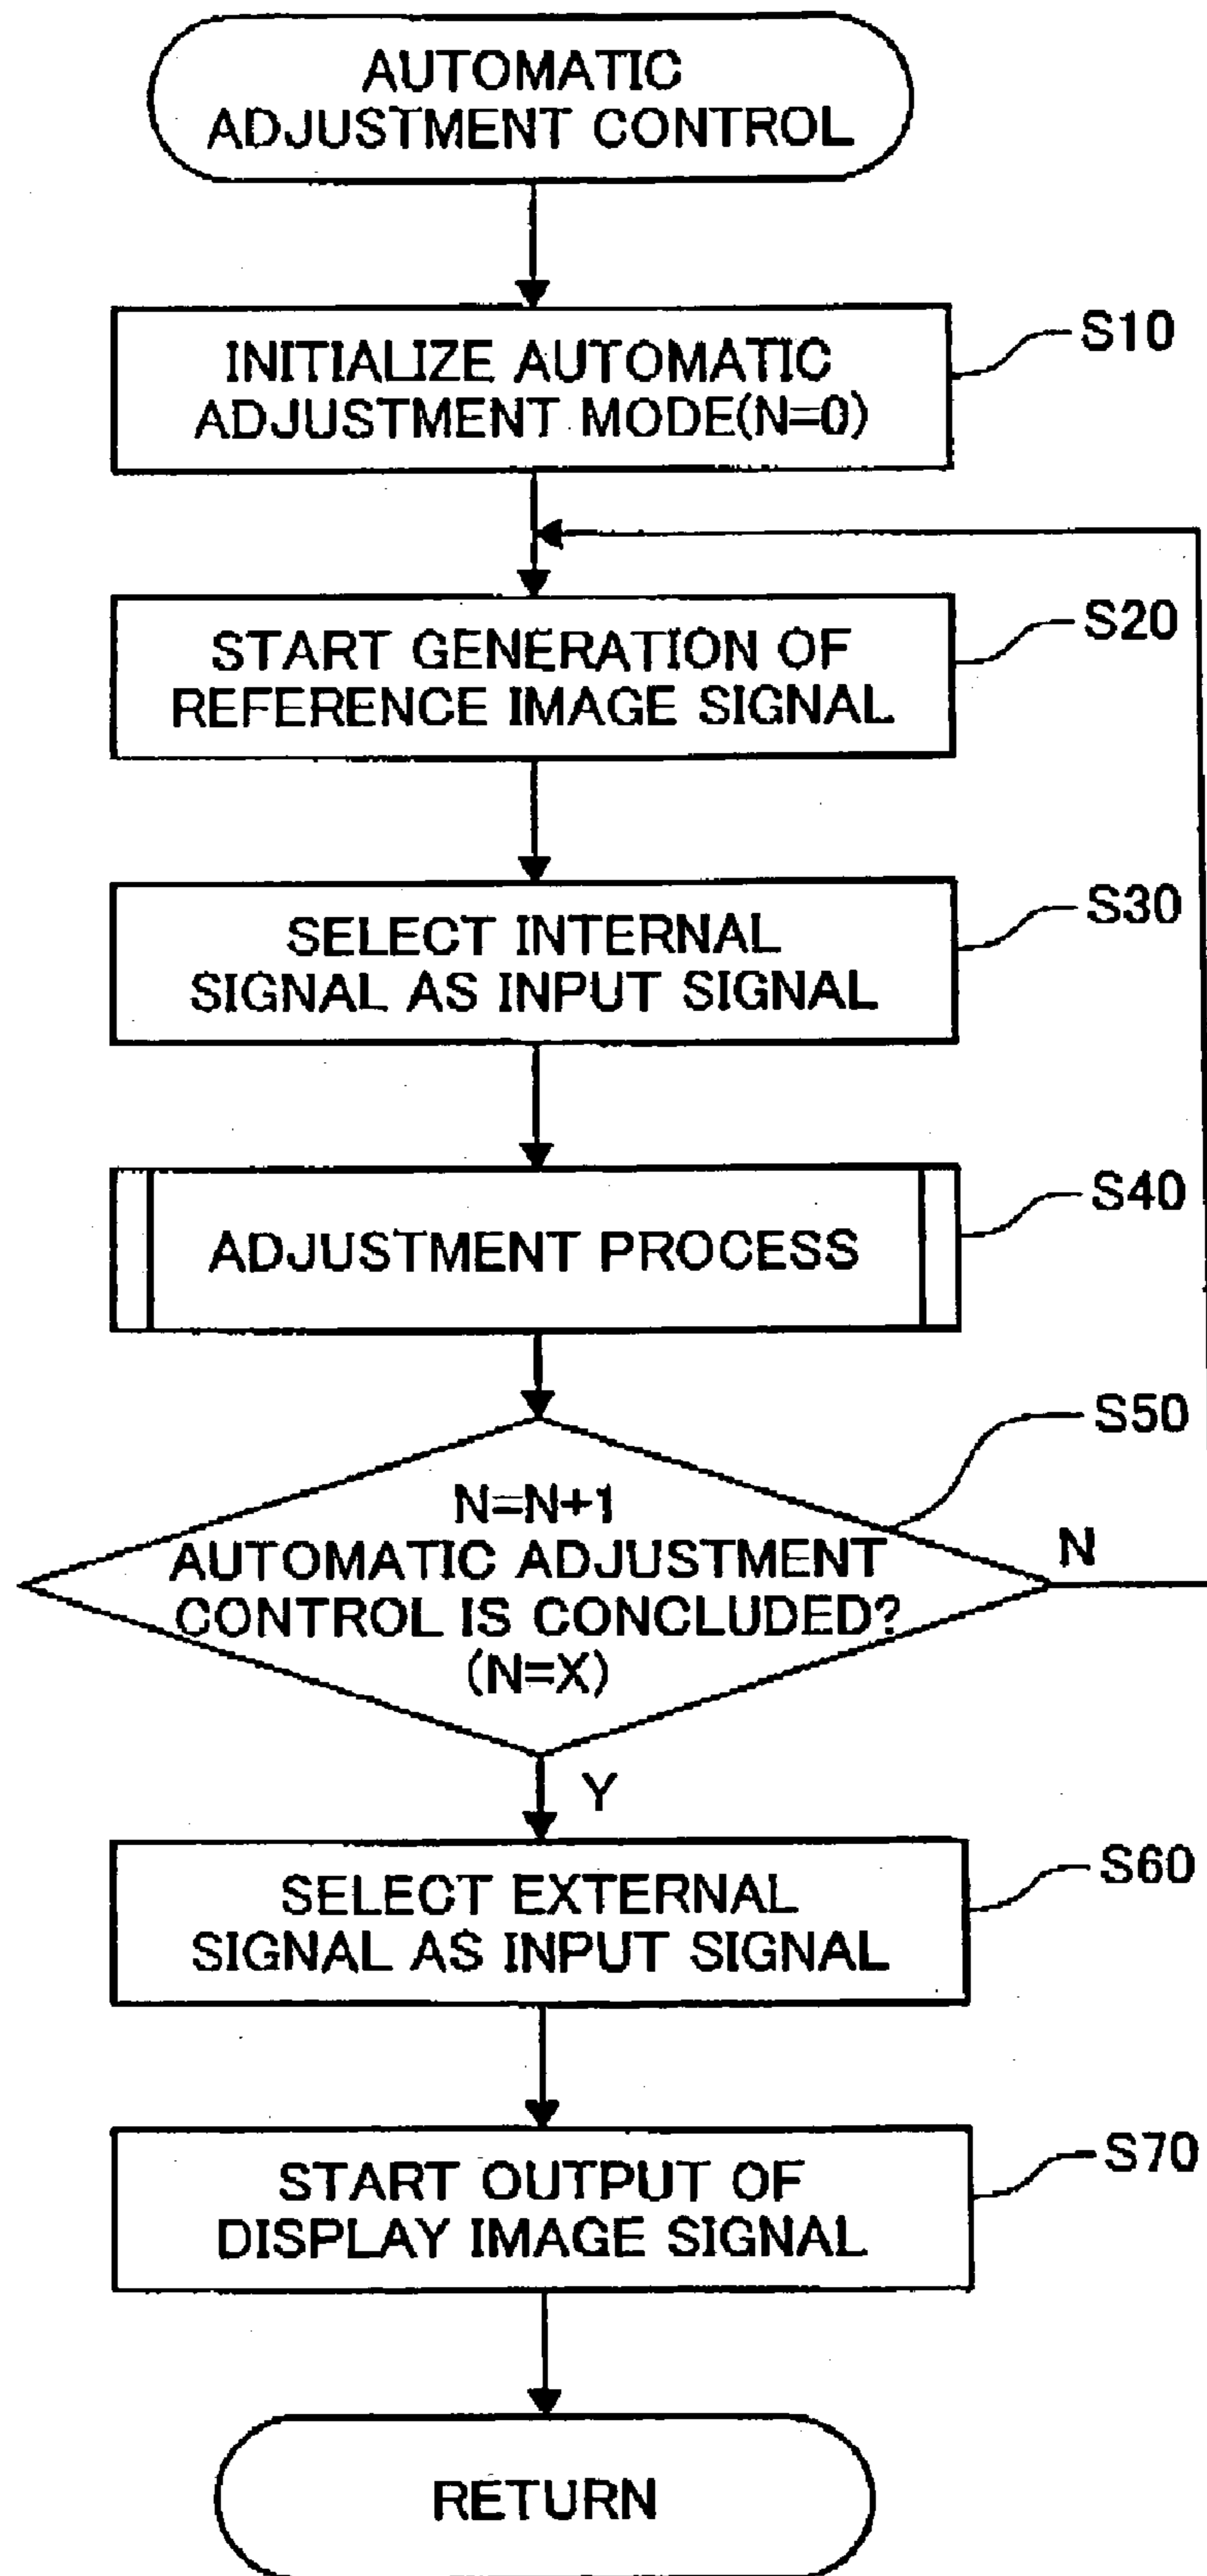 AUTOMATIC
ADJUSTMENT CONTROL
INITIALIZE AUTOMATIC
ADJUSTMENT MODE(N=0)
S10
START GENERATION OF
REFERENCE IMAGE SIGNAL
S20
SELECT INTERNAL
SIGNAL AS INPUT SIGNAL
S30
ADJUSTMENT PROCESS
S40
N=N+1
AUTOMATIC ADJUSTMENT
CONTROL IS CONCLUDED?
(N=X)
S50
N
Y
SELECT EXTERNAL
SIGNAL AS INPUT SIGNAL
S60
START OUTPUT OF
DISPLAY IMAGE SIGNAL
S70
RETURN